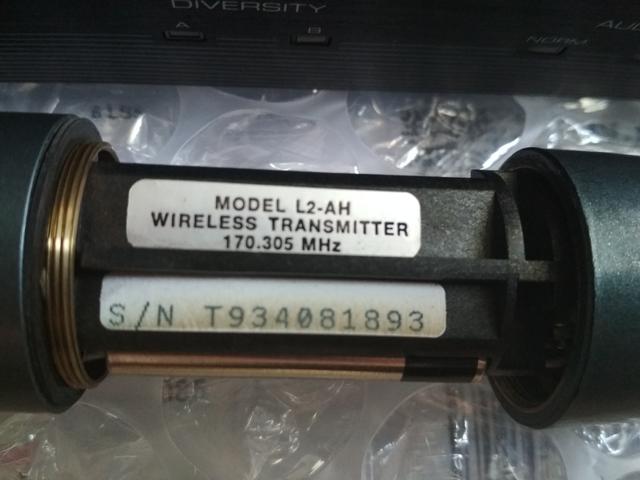 DIVERSITY
A B
NORM
MODEL L2-AH
WIRELESS TRANSMITTER
170.305 MHz
S/N T934081893